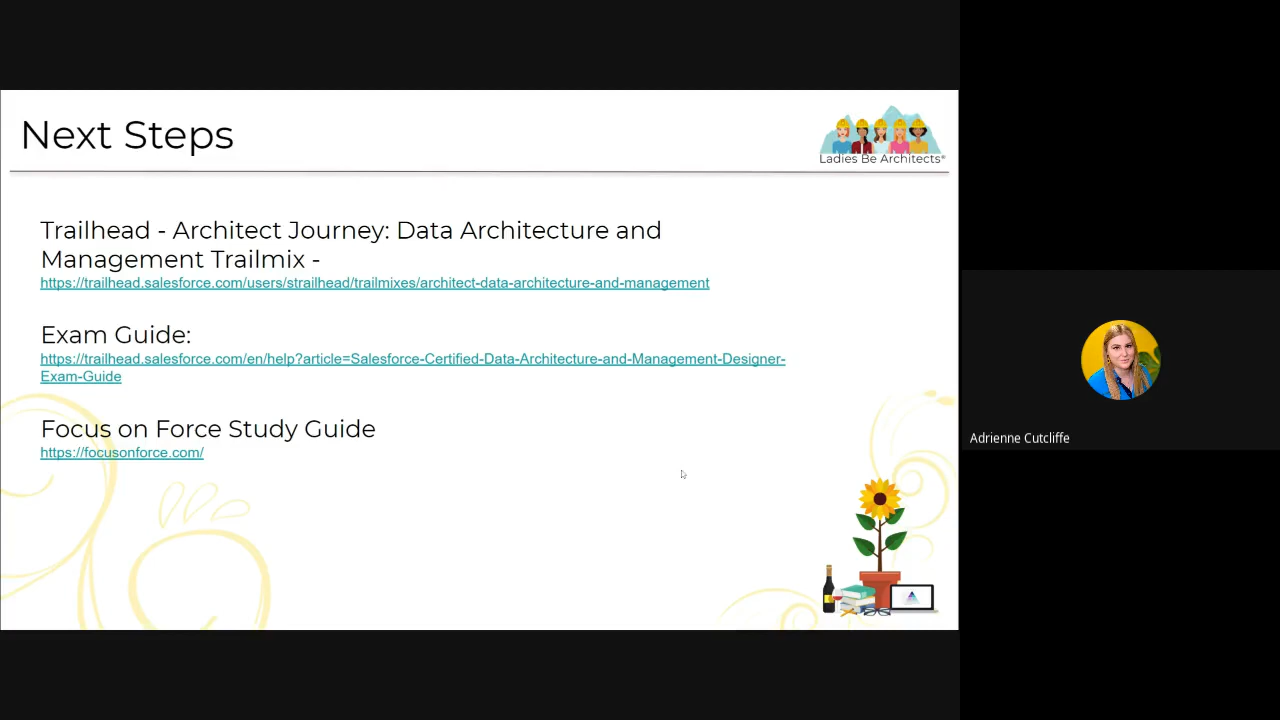 Next Steps
Ladies Be Architects®
Trailhead - Architect Journey: Data Architecture and
Management Trailmix -
https://trailhead.salesforce.com/users/strailhead/trailmixes/architect-data-architecture-and-management
Exam Guide:
https://trailhead.salesforce.com/en/help?article=Salesforce-Certified-Data-Architecture-and-Management-Designer-
Exam-Guide
Focus on Force Study Guide
https://focusonforce.com/
Adrienne Cutcliffe